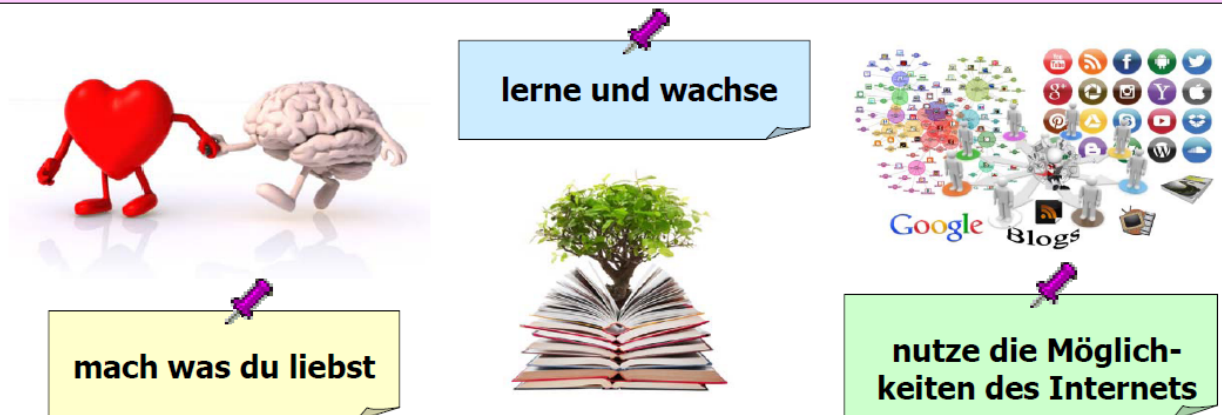 lerne und wachse
Google
Blogs
mach was du liebst
nutze die Möglich-
keiten des Internets